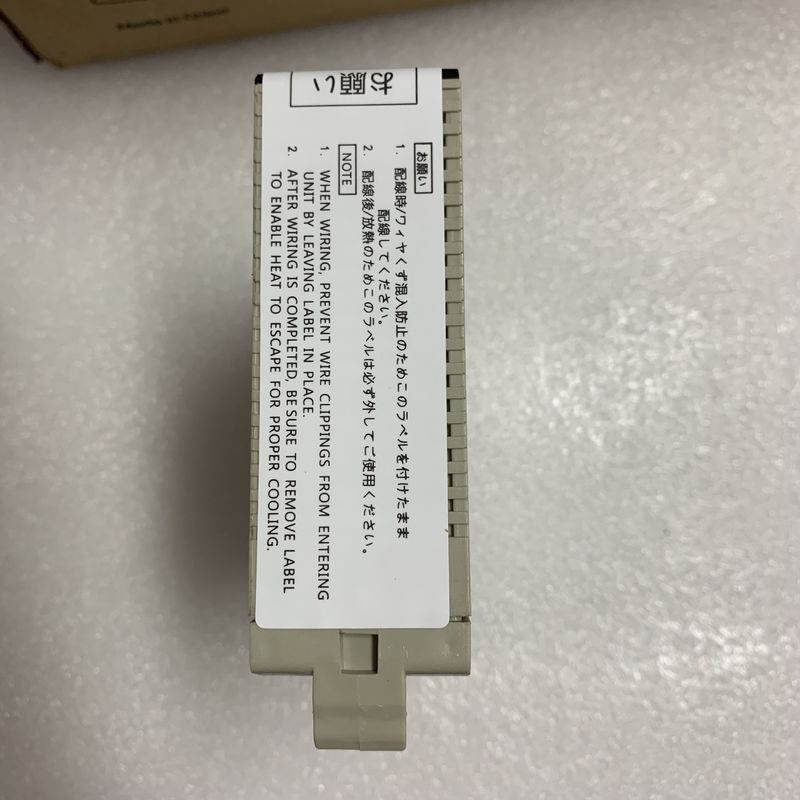 お願い
お願い
1. 配線時/ワィヤくず混入防止のためこのラベルを付けたまま
配線してください。
2. 配線後/放熱のためこのラベルは必ず外してご使用ください。
NOTE
1. WHEN WIRING, PREVENT WIRE CLIPPINGS FROM ENTERING
UNIT BY LEAVING LABEL IN PLACE.
2. AFTER WIRING IS COMPLETED, BE SURE TO REMOVE LABEL
TO ENABLE HEAT TO ESCAPE FOR PROPER COOLING.